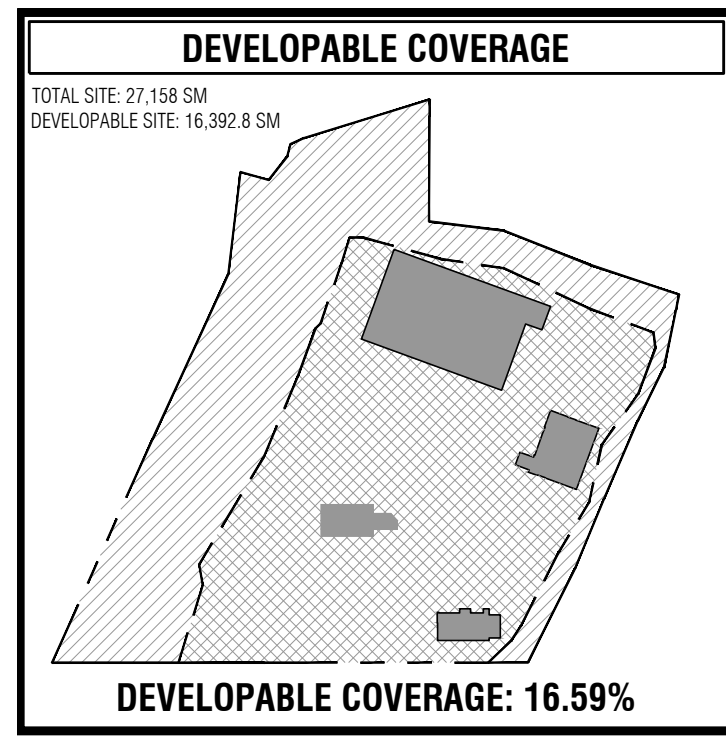 DEVELOPABLE COVERAGE
TOTAL SITE: 27,158 SM
DEVELOPABLE SITE: 16,392.8 SM
DEVELOPABLE COVERAGE: 16.59%